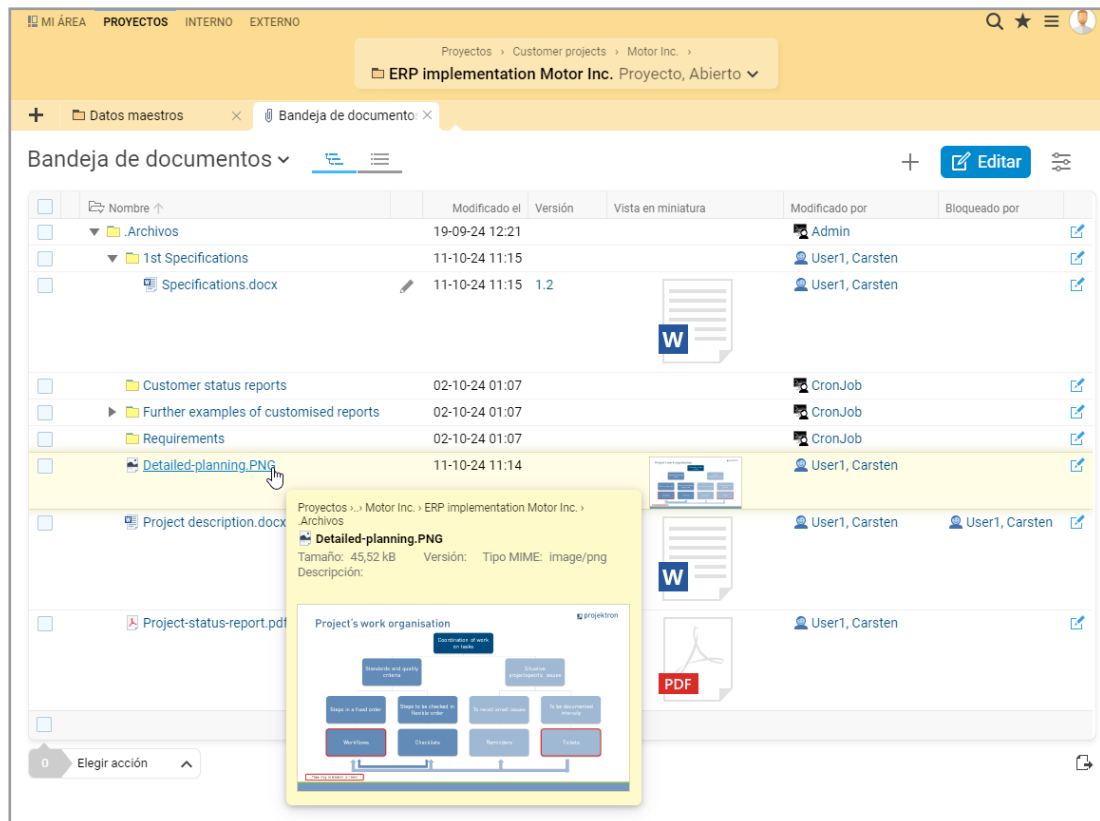 MI ÁREA PROYECTOS INTERNO EXTERNO
Proyectos › Customer projects › Motor Inc. ›
ERP implementation Motor Inc. Proyecto, Abierto
Datos maestros
Bandeja de documento
Bandeja de documentos
Editar
Nombre Modificado el Versión Vista en miniatura Modificado por Bloqueado por
.Archivos 19-09-24 12:21 Admin
1st Specifications 11-10-24 11:15 User1, Carsten
Specifications.docx 11-10-24 11:15 1.2 User1, Carsten
W
Customer status reports 02-10-24 01:07 CronJob
Further examples of customised reports 02-10-24 01:07 CronJob
Requirements 02-10-24 01:07 CronJob
Detailed-planning.PNG 11-10-24 11:14 User1, Carsten
Project description.docx User1, Carsten User1, Carsten
W
Project-status-report.pdf User1, Carsten
PDF
Proyectos ›..› Motor Inc. › ERP implementation Motor Inc. ›
.Archivos
Detailed-planning.PNG
Tamaño: 45,52 kB Versión: Tipo MIME: image/png
Descripción:
projektron
Project's work organisation
Coordination of work
on tasks
Standards and quality
criteria
Situative
projectspecific issues
Steps in a fixed order
Steps to be checked in
flexible order
To recall small issues
To be documented
intervals
Workflows
Checklists
Reminders
Tickets
0 Elegir acción